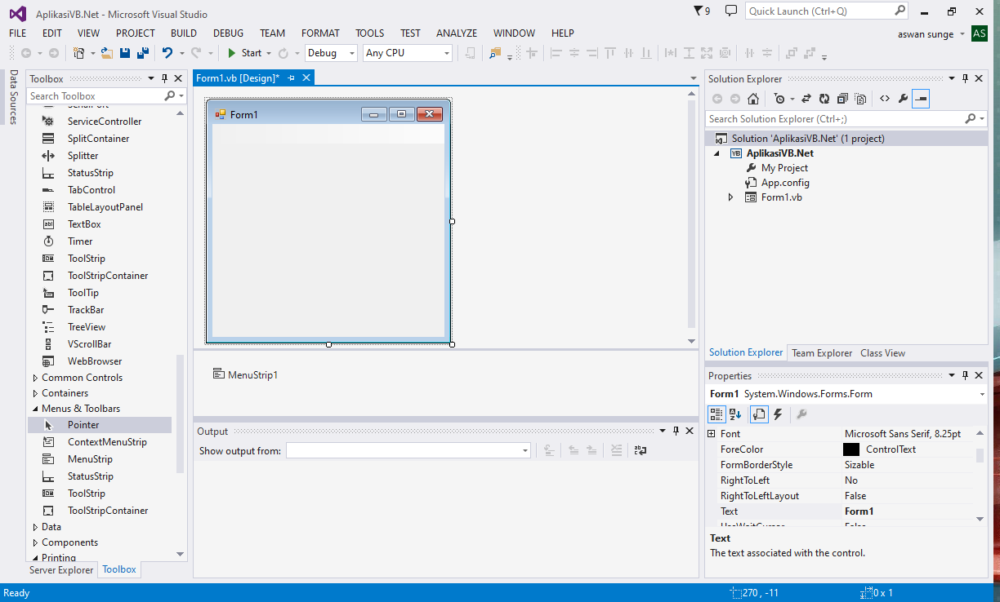 AplikasiVB.Net - Microsoft Visual Studio
9
Quick Launch (Ctrl+Q)
FILE EDIT VIEW PROJECT BUILD DEBUG TEAM FORMAT TOOLS TEST ANALYZE WINDOW HELP
aswan sunge AS
Start Debug Any CPU
Data Sources
Toolbox
Search Toolbox
SerialPort
ServiceController
SplitContainer
Splitter
StatusStrip
TabControl
TableLayoutPanel
TextBox
Timer
ToolStrip
ToolStripContainer
ToolTip
TrackBar
TreeView
VScrollBar
WebBrowser
Common Controls
Containers
Menus & Toolbars
Pointer
ContextMenuStrip
MenuStrip
StatusStrip
ToolStrip
ToolStripContainer
Data
Components
Printing
Server Explorer Toolbox
Form1.vb [Design]*
Form1
MenuStrip1
Output
Show output from:
Solution Explorer
Search Solution Explorer (Ctrl+;)
Solution 'AplikasiVB.Net' (1 project)
VB AplikasiVB.Net
My Project
App.config
Form1.vb
Solution Explorer Team Explorer Class View
Properties
Form1 System.Windows.Forms.Form
Font Microsoft Sans Serif, 8.25pt
ForeColor ControlText
FormBorderStyle Sizable
RightToLeft No
RightToLeftLayout False
Text Form1
UseWaitCursor False
Text
The text associated with the control.
Ready
270 , -11
0 x 1